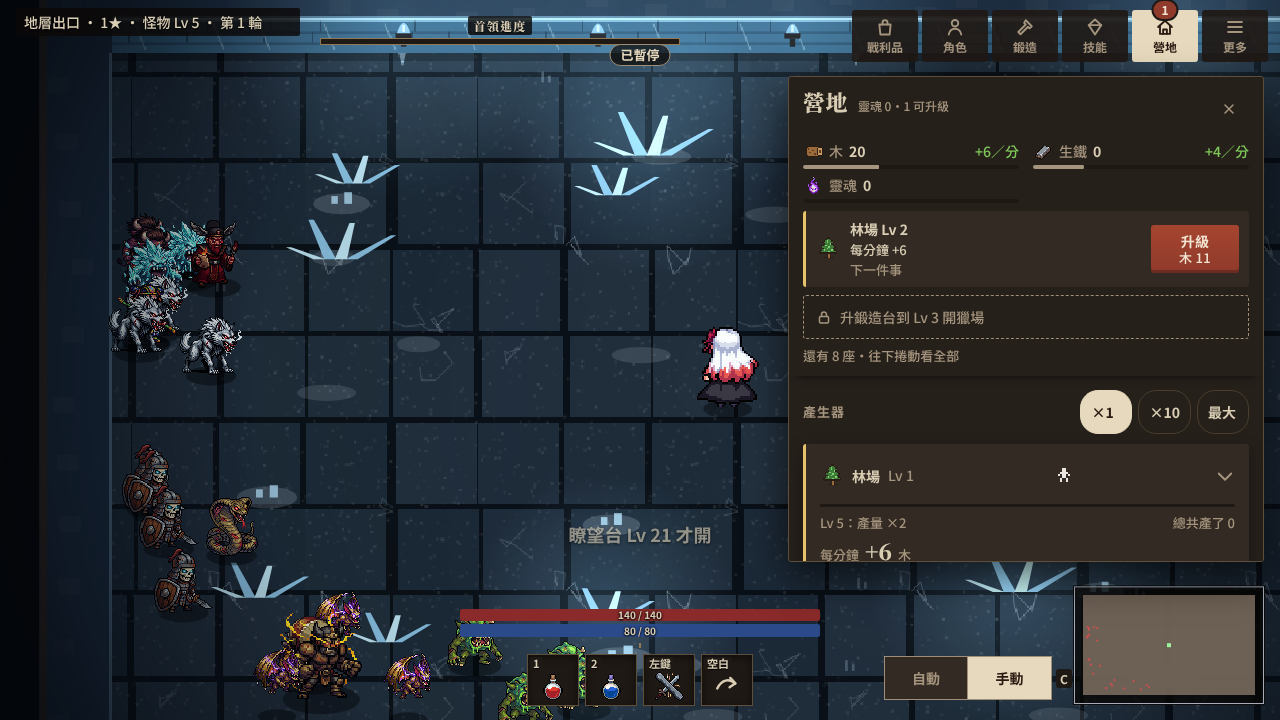 地層出口 • 1★ • 怪物 Lv 5 • 第 1 輪
首領進度
已暫停
戰利品
角色
鍛造
技能
1
營地
更多
營地 靈魂 0・1 可升級
木 20 +6／分
生鐵 0 +4／分
靈魂 0
林場 Lv 2
每分鐘 +6
下一件事
升級
木 11
升鍛造台到 Lv 3 開獵場
還有 8 座・往下捲動看全部
產生器
×1
×10
最大
林場 Lv 1
Lv 5：產量 ×2 總共產了 0
每分鐘 +6 木
瞭望台 Lv 21 才開
140 / 140
80 / 80
1
2
左鍵
空白
自動
手動
C